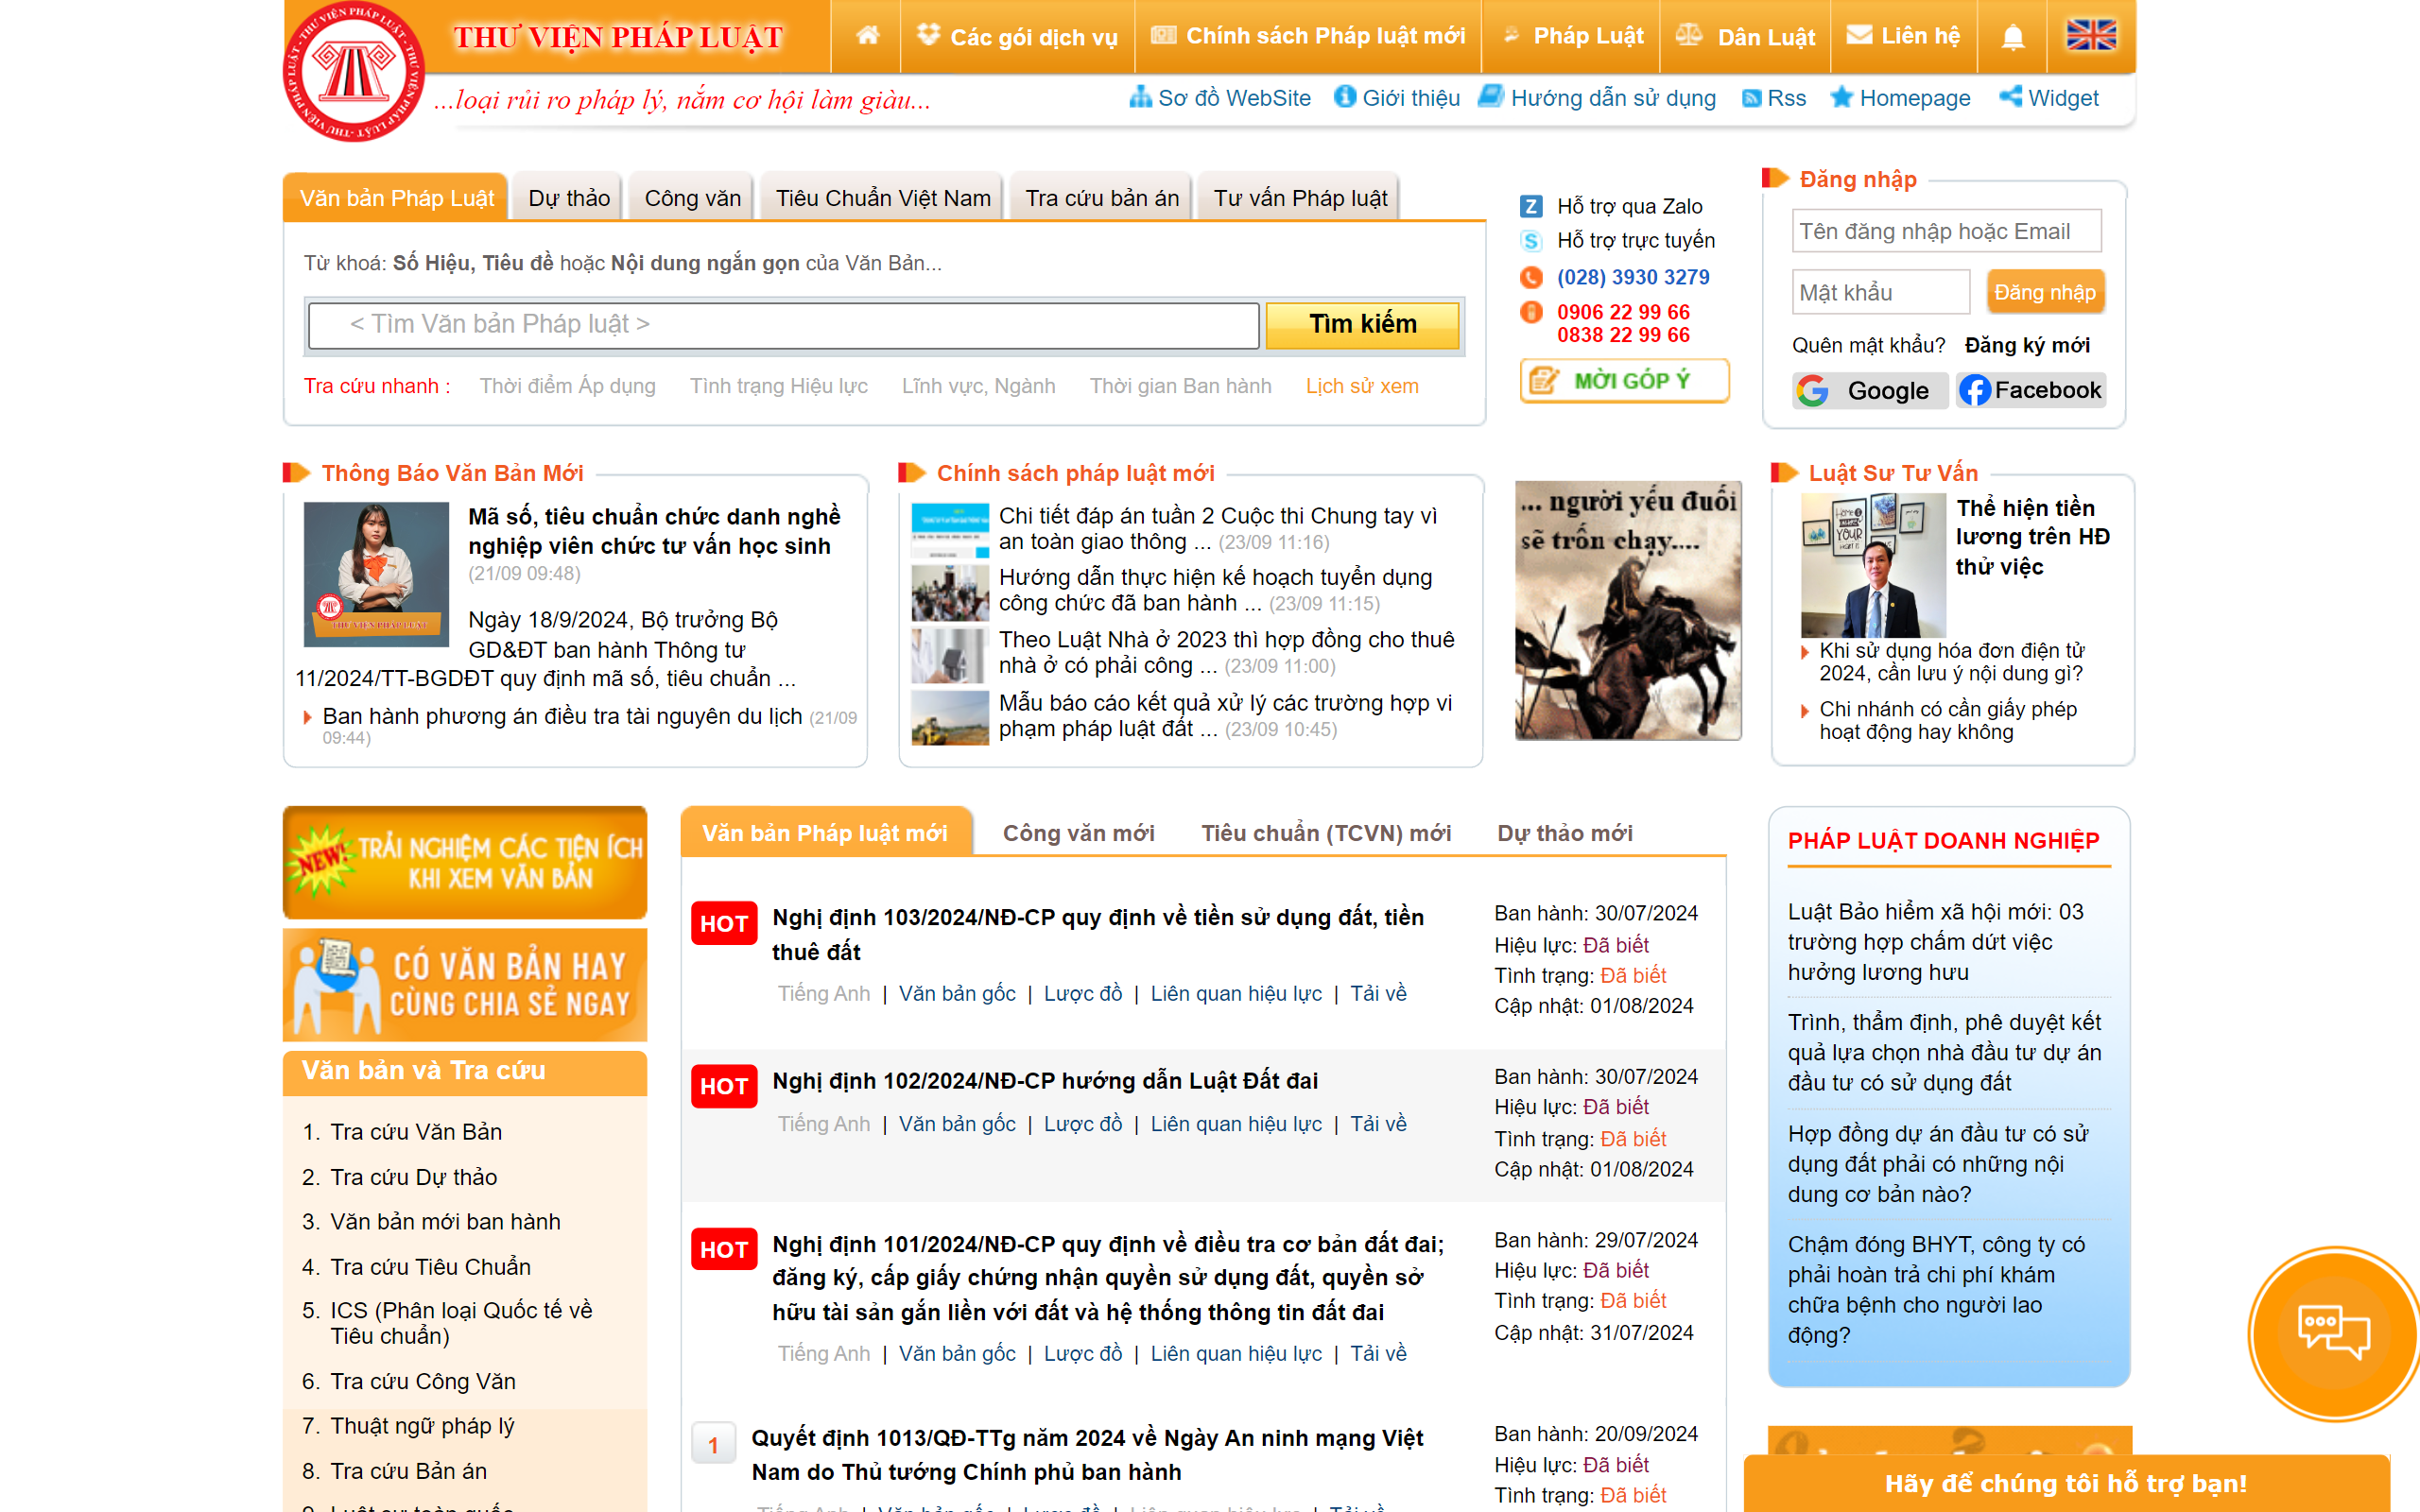 THƯ VIỆN PHÁP LUẬT
Các gói dịch vụ
Chính sách Pháp luật mới
Pháp Luật
Dân Luật
Liên hệ
...loại rủi ro pháp lý, nắm cơ hội làm giàu...
Sơ đồ WebSite
Giới thiệu
Hướng dẫn sử dụng
Rss
Homepage
Widget
Văn bản Pháp Luật
Dự thảo
Công văn
Tiêu Chuẩn Việt Nam
Tra cứu bản án
Tư vấn Pháp luật
Từ khoá: Số Hiệu, Tiêu đề hoặc Nội dung ngắn gọn của Văn Bản...
< Tìm Văn bản Pháp luật >
Tìm kiếm
Tra cứu nhanh :
Thời điểm Áp dụng
Tình trạng Hiệu lực
Lĩnh vực, Ngành
Thời gian Ban hành
Lịch sử xem
Hỗ trợ qua Zalo
Hỗ trợ trực tuyến
(028) 3930 3279
0906 22 99 66
0838 22 99 66
MỜI GÓP Ý
Đăng nhập
Tên đăng nhập hoặc Email
Mật khẩu
Đăng nhập
Quên mật khẩu?
Đăng ký mới
Google
Facebook
Thông Báo Văn Bản Mới
Mã số, tiêu chuẩn chức danh nghề
nghiệp viên chức tư vấn học sinh
(21/09 09:48)
Ngày 18/9/2024, Bộ trưởng Bộ
GD&ĐT ban hành Thông tư
11/2024/TT-BGDĐT quy định mã số, tiêu chuẩn ...
Ban hành phương án điều tra tài nguyên du lịch (21/09
09:44)
THƯ VIỆN PHÁP LUẬT
Chính sách pháp luật mới
Chi tiết đáp án tuần 2 Cuộc thi Chung tay vì
an toàn giao thông ... (23/09 11:16)
Hướng dẫn thực hiện kế hoạch tuyển dụng
công chức đã ban hành ... (23/09 11:15)
Theo Luật Nhà ở 2023 thì hợp đồng cho thuê
nhà ở có phải công ... (23/09 11:00)
Mẫu báo cáo kết quả xử lý các trường hợp vi
phạm pháp luật đất ... (23/09 10:45)
... người yếu đuối
sẽ trốn chạy....
Luật Sư Tư Vấn
Thể hiện tiền
lương trên HĐ
thử việc
Khi sử dụng hóa đơn điện tử
2024, cần lưu ý nội dung gì?
Chi nhánh có cần giấy phép
hoạt động hay không
NEW!
TRẢI NGHIỆM CÁC TIỆN ÍCH
KHI XEM VĂN BẢN
CÓ VĂN BẢN HAY
CÙNG CHIA SẺ NGAY
Văn bản và Tra cứu
1. Tra cứu Văn Bản
2. Tra cứu Dự thảo
3. Văn bản mới ban hành
4. Tra cứu Tiêu Chuẩn
5. ICS (Phân loại Quốc tế về
Tiêu chuẩn)
6. Tra cứu Công Văn
7. Thuật ngữ pháp lý
8. Tra cứu Bản án
Văn bản Pháp luật mới
Công văn mới
Tiêu chuẩn (TCVN) mới
Dự thảo mới
HOT
Nghị định 103/2024/NĐ-CP quy định về tiền sử dụng đất, tiền
thuê đất
Tiếng Anh | Văn bản gốc | Lược đồ | Liên quan hiệu lực | Tải về
Ban hành: 30/07/2024
Hiệu lực: Đã biết
Tình trạng: Đã biết
Cập nhật: 01/08/2024
HOT
Nghị định 102/2024/NĐ-CP hướng dẫn Luật Đất đai
Tiếng Anh | Văn bản gốc | Lược đồ | Liên quan hiệu lực | Tải về
Ban hành: 30/07/2024
Hiệu lực: Đã biết
Tình trạng: Đã biết
Cập nhật: 01/08/2024
HOT
Nghị định 101/2024/NĐ-CP quy định về điều tra cơ bản đất đai;
đăng ký, cấp giấy chứng nhận quyền sử dụng đất, quyền sở
hữu tài sản gắn liền với đất và hệ thống thông tin đất đai
Tiếng Anh | Văn bản gốc | Lược đồ | Liên quan hiệu lực | Tải về
Ban hành: 29/07/2024
Hiệu lực: Đã biết
Tình trạng: Đã biết
Cập nhật: 31/07/2024
1
Quyết định 1013/QĐ-TTg năm 2024 về Ngày An ninh mạng Việt
Nam do Thủ tướng Chính phủ ban hành
Ban hành: 20/09/2024
Hiệu lực: Đã biết
Tình trạng: Đã biết
PHÁP LUẬT DOANH NGHIỆP
Luật Bảo hiểm xã hội mới: 03
trường hợp chấm dứt việc
hưởng lương hưu
Trình, thẩm định, phê duyệt kết
quả lựa chọn nhà đầu tư dự án
đầu tư có sử dụng đất
Hợp đồng dự án đầu tư có sử
dụng đất phải có những nội
dung cơ bản nào?
Chậm đóng BHYT, công ty có
phải hoàn trả chi phí khám
chữa bệnh cho người lao
động?
Hãy để chúng tôi hỗ trợ bạn!